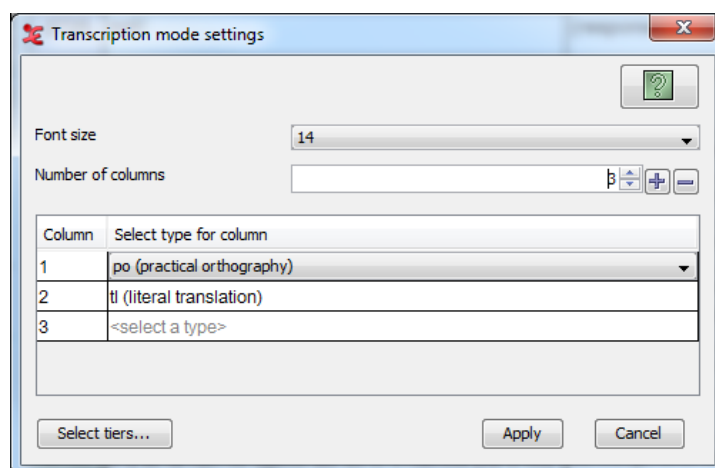 Transcription mode settings
Font size 14
Number of columns 3
Column Select type for column
1 po (practical orthography)
2 tl (literal translation)
3 <select a type>
Select tiers... Apply Cancel